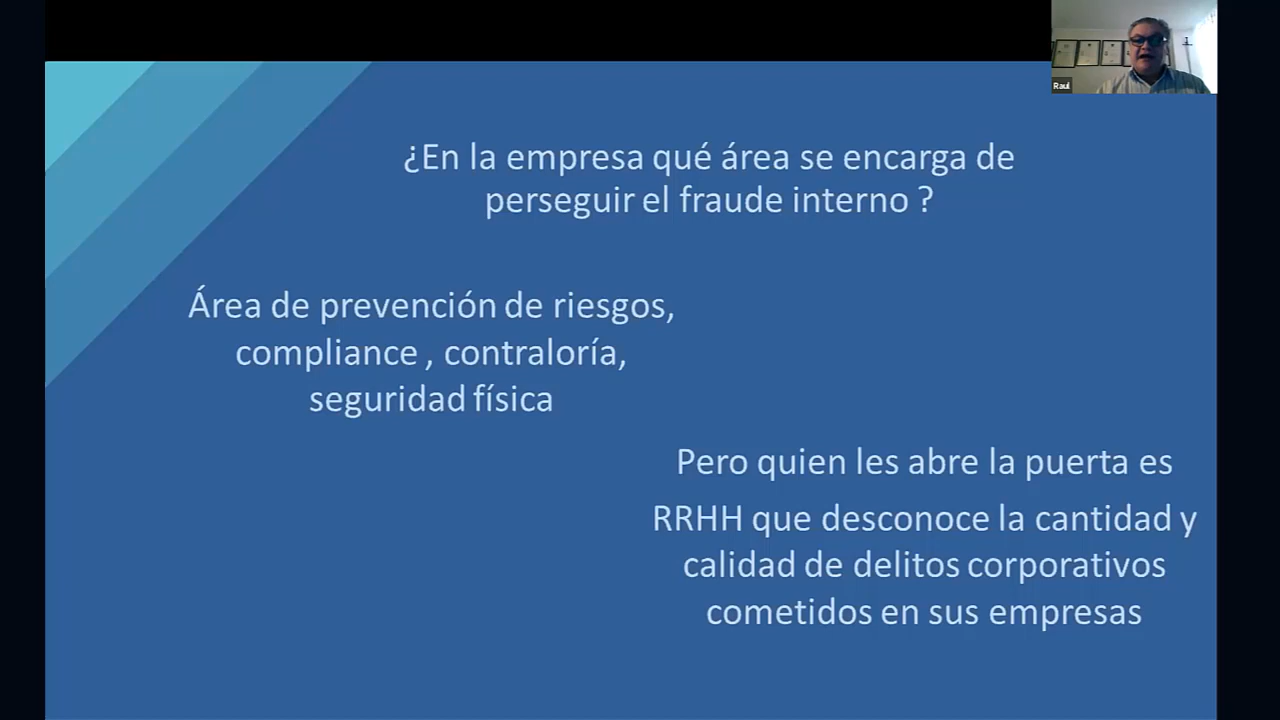 Raul
¿En la empresa qué área se encarga de
perseguir el fraude interno ?
Área de prevención de riesgos,
compliance , contraloría,
seguridad física
Pero quien les abre la puerta es
RRHH que desconoce la cantidad y
calidad de delitos corporativos
cometidos en sus empresas